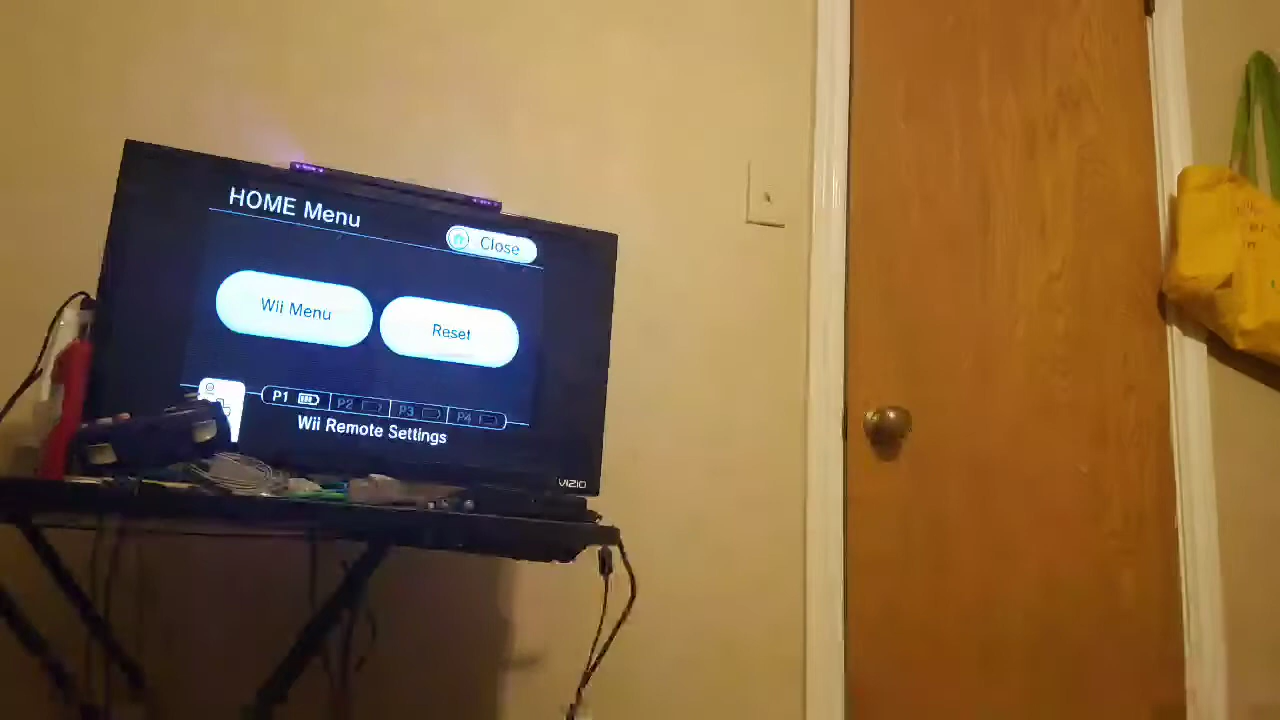 HOME Menu
Close
Wii Menu
Reset
P1 P2 P3 P4
Wii Remote Settings
VIZIO